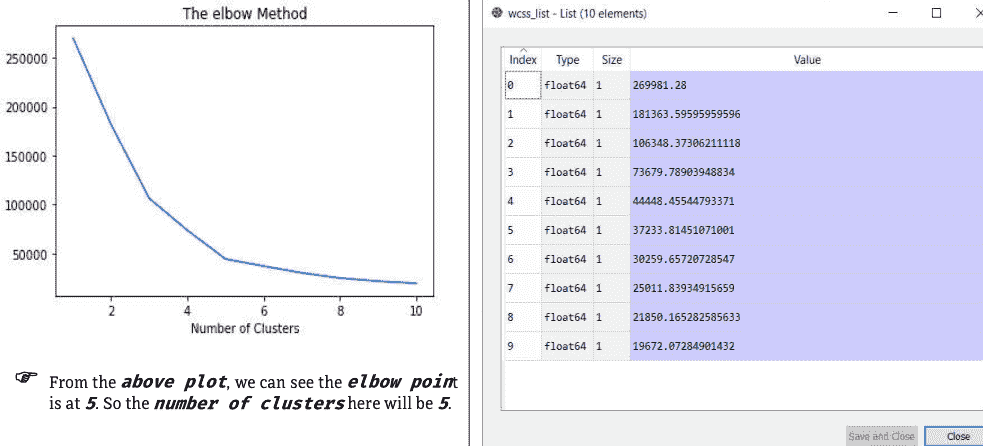 The elbow Method
250000
200000
150000
100000
50000
2 4 6 8 10
Number of Clusters
☞ From the above plot, we can see the elbow point
is at 5. So the number of clusters here will be 5.
wcss_list - List (10 elements)
Index Type Size Value
0 float64 1 269981.28
1 float64 1 181363.59595959596
2 float64 1 106348.37306211118
3 float64 1 73679.78903948834
4 float64 1 44448.45544793371
5 float64 1 37233.81451071001
6 float64 1 30259.65720728547
7 float64 1 25011.83934915659
8 float64 1 21850.165282585633
9 float64 1 19672.07284901432
Save and Close Close